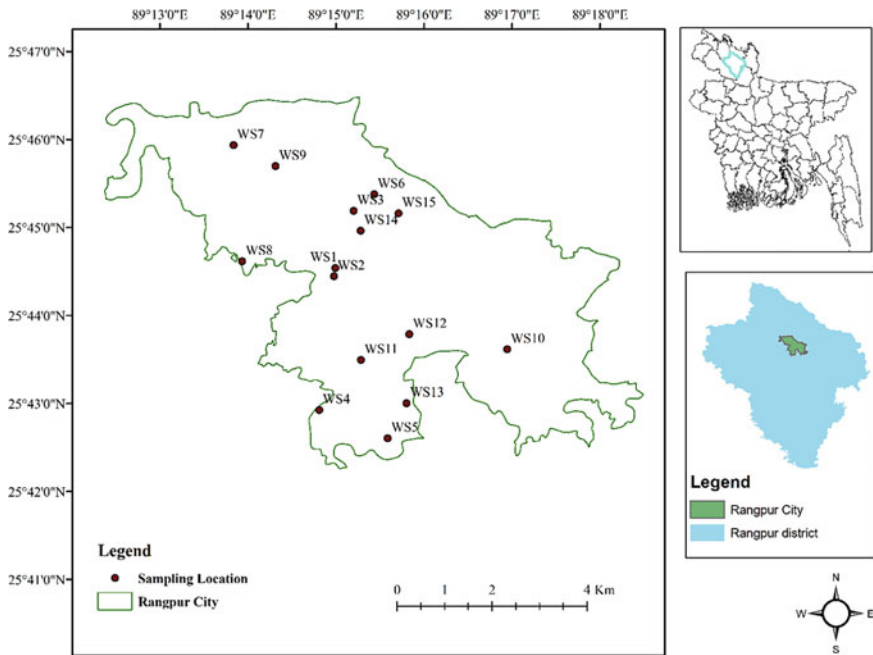 89°13'0"E 89°14'0"E 89°15'0"E 89°16'0"E 89°17'0"E 89°18'0"E
25°47'0"N
25°46'0"N
25°45'0"N
25°44'0"N
25°43'0"N
25°42'0"N
25°41'0"N
WS7
WS9
WS6
WS3
WS15
WS14
WS8
WS1
WS2
WS12
WS10
WS11
WS13
WS4
WS5
Legend
Sampling Location
Rangpur City
0 2 4 Km
Legend
Rangpur City
Rangpur district
N
W E
S